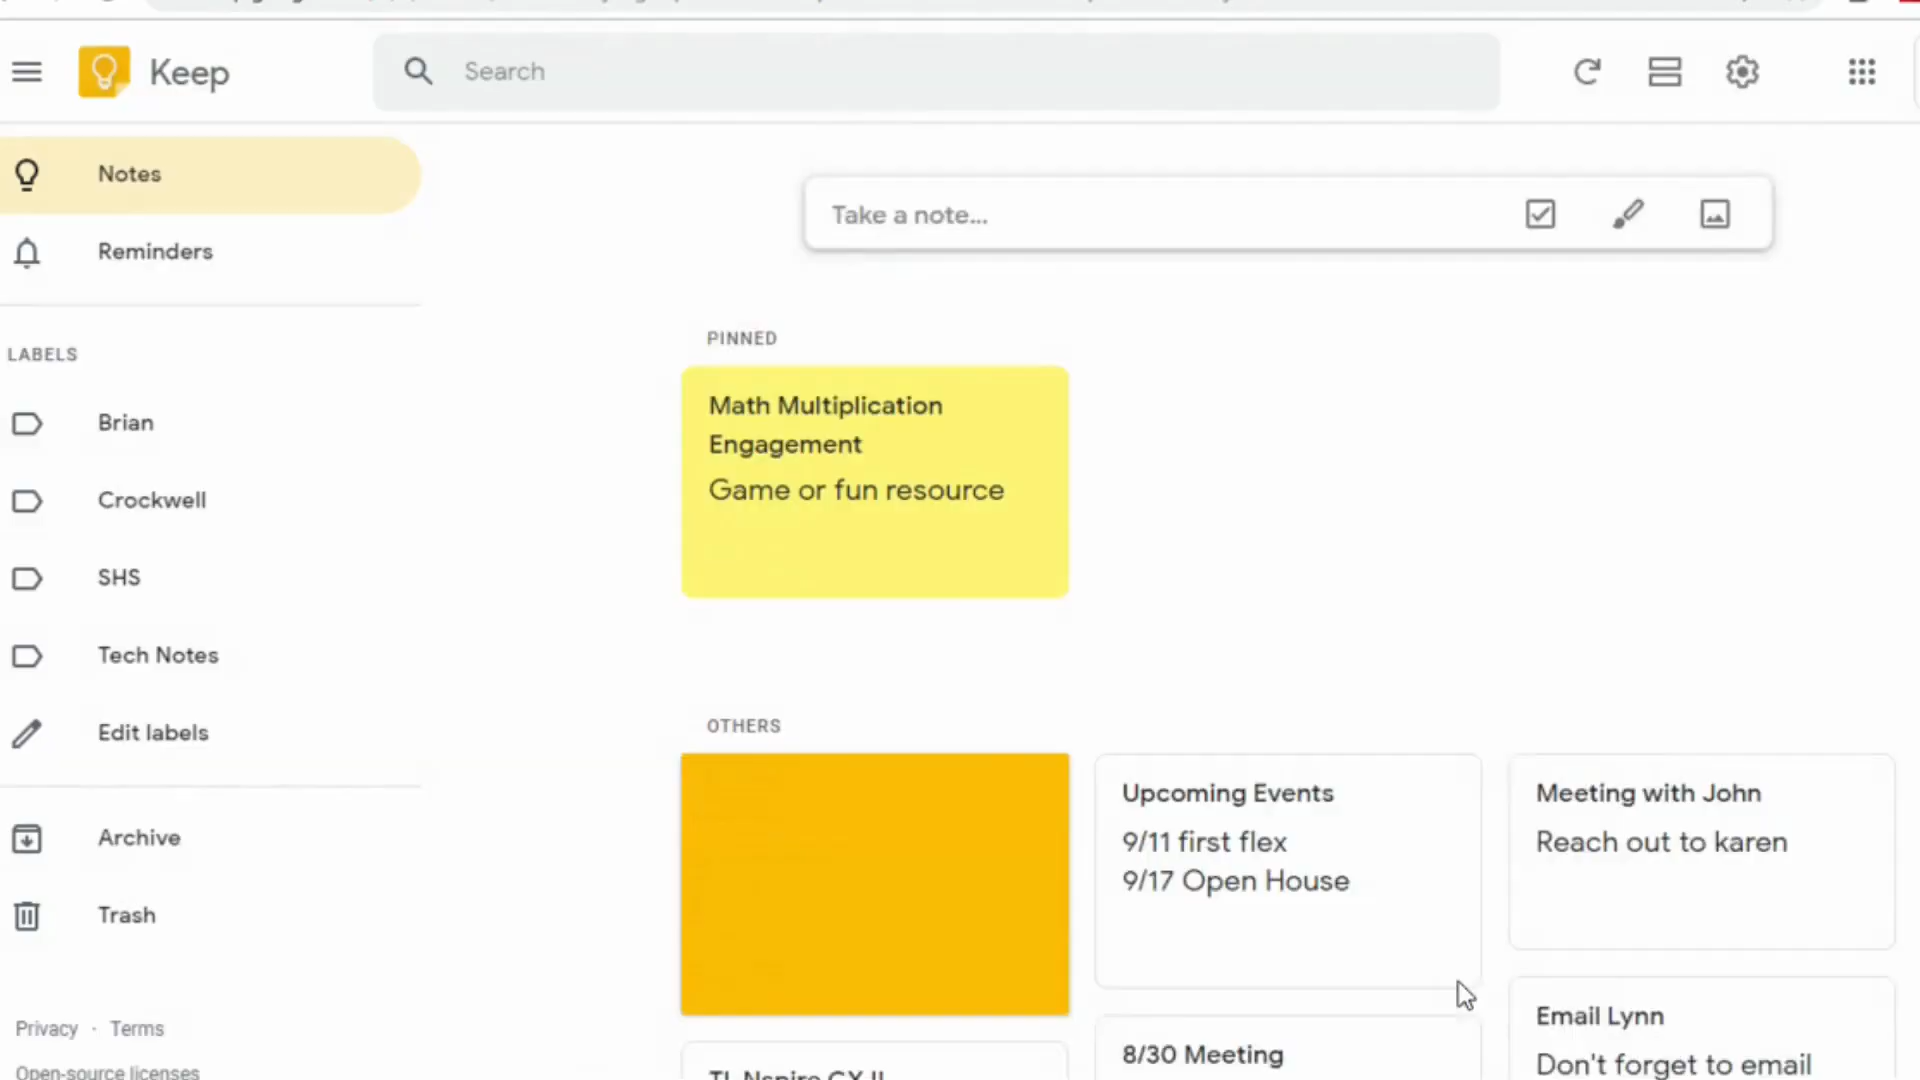 Keep
Search
Notes
Reminders
LABELS
Brian
Crockwell
SHS
Tech Notes
Edit labels
Archive
Trash
Privacy · Terms
Open-source licenses
Take a note...
PINNED
Math Multiplication
Engagement
Game or fun resource
OTHERS
Upcoming Events
9/11 first flex
9/17 Open House
Meeting with John
Reach out to karen
8/30 Meeting
Email Lynn
Don't forget to email
TI Nspire CX II